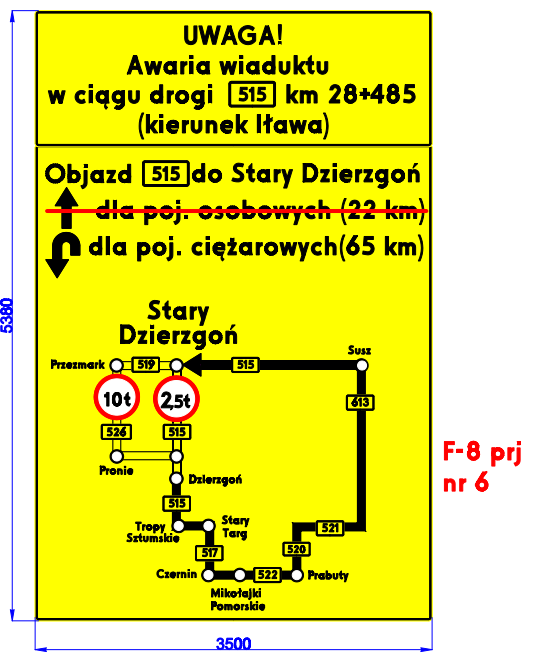 UWAGA!
Awaria wiaduktu
w ciągu drogi 515 km 28+485
(kierunek Iława)
Objazd 515 do Stary Dzierzgoń
dla poj. osobowych (22 km)
dla poj. ciężarowych(65 km)
5380
Stary
Dzierzgoń
Susz
Przezmark
519
515
10t
2,5t
613
526
515
F-8 prj
nr 6
Pronie
Dzierzgoń
515
Tropy
Sztumskie
Stary
Targ
521
517
520
Czernin
522
Prabuty
Mikołajki
Pomorskie
3500